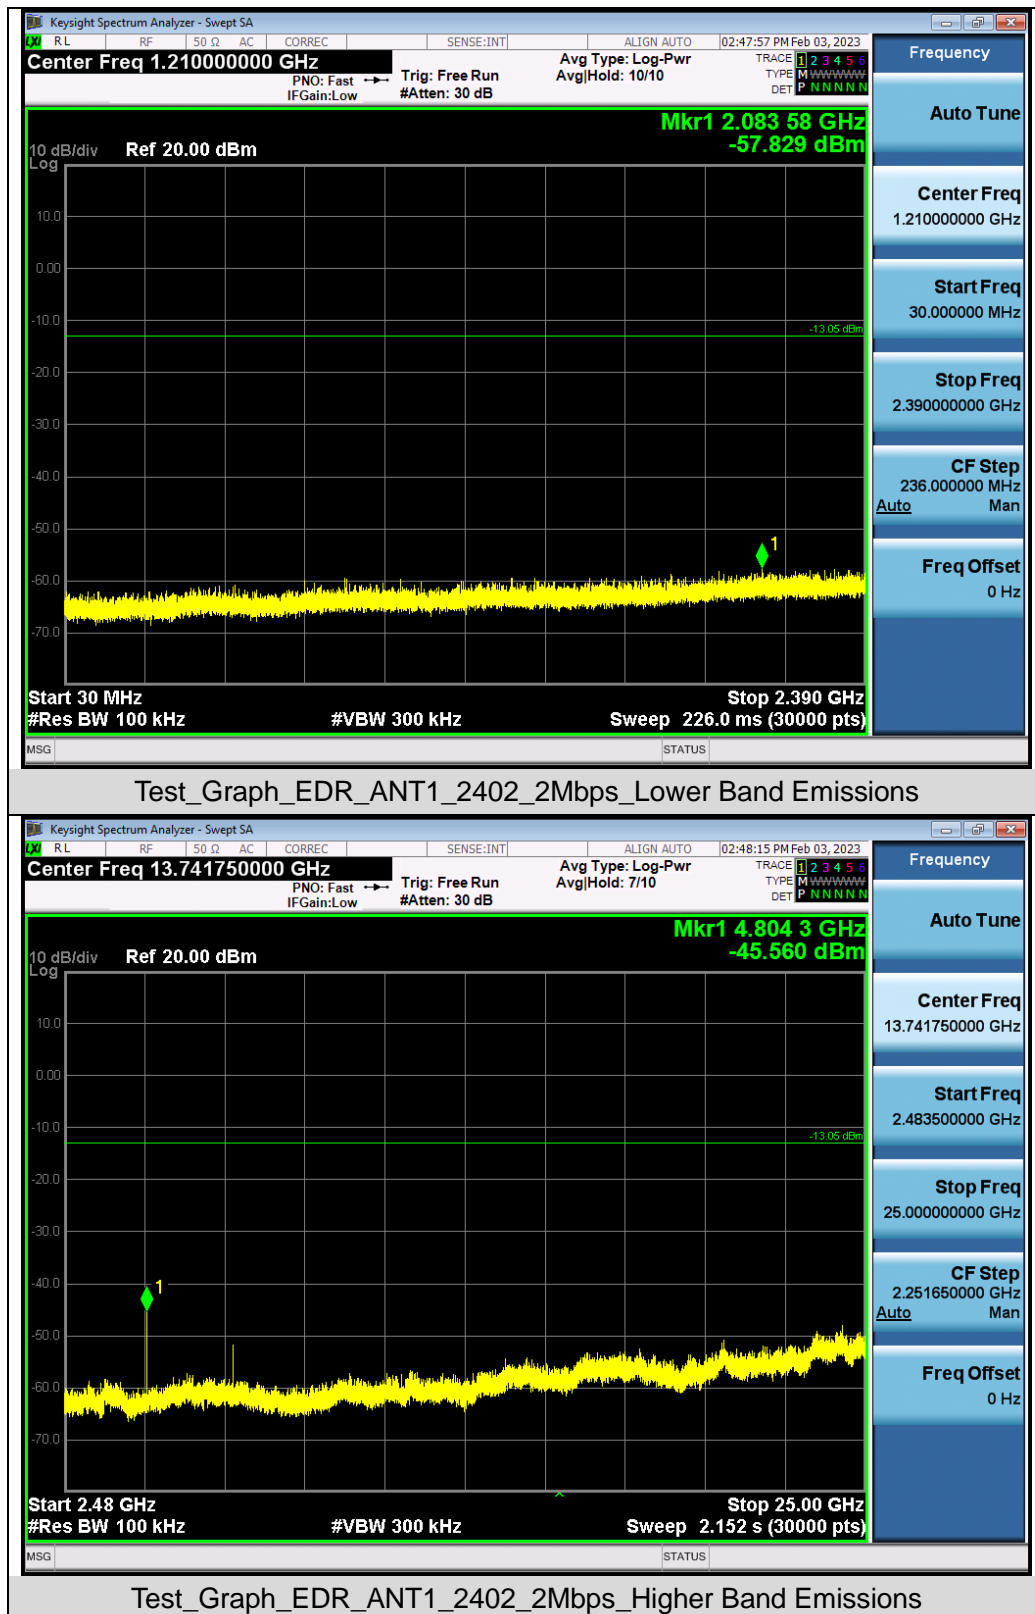 Keysight Spectrum Analyzer - Swept SA
LXI RL RF 50 Ω AC CORREC SENSE:INT ALIGN AUTO 02:47:57 PM Feb 03, 2023
Center Freq 1.210000000 GHz
PNO: Fast
IFGain:Low
Trig: Free Run
#Atten: 30 dB
Avg Type: Log-Pwr
Avg|Hold: 10/10
TRACE 1 2 3 4 5 6
TYPE M WWWWW
DET P N N N N N
Frequency
Auto Tune
Center Freq
1.210000000 GHz
Start Freq
30.000000 MHz
Stop Freq
2.390000000 GHz
CF Step
236.000000 MHz
Auto Man
Freq Offset
0 Hz
Mkr1 2.083 58 GHz
-57.829 dBm
10 dB/div Ref 20.00 dBm
Log
10.0
0.00
-10.0
-13.05 dBm
-20.0
-30.0
-40.0
-50.0
1
-60.0
-70.0
Start 30 MHz Stop 2.390 GHz
#Res BW 100 kHz #VBW 300 kHz Sweep 226.0 ms (30000 pts)
MSG STATUS
Test_Graph_EDR_ANT1_2402_2Mbps_Lower Band Emissions
Keysight Spectrum Analyzer - Swept SA
LXI RL RF 50 Ω AC CORREC SENSE:INT ALIGN AUTO 02:48:15 PM Feb 03, 2023
Center Freq 13.741750000 GHz
PNO: Fast
IFGain:Low
Trig: Free Run
#Atten: 30 dB
Avg Type: Log-Pwr
Avg|Hold: 7/10
TRACE 1 2 3 4 5 6
TYPE M WWWWW
DET P N N N N N
Frequency
Auto Tune
Center Freq
13.741750000 GHz
Start Freq
2.483500000 GHz
Stop Freq
25.000000000 GHz
CF Step
2.251650000 GHz
Auto Man
Freq Offset
0 Hz
Mkr1 4.804 3 GHz
-45.560 dBm
10 dB/div Ref 20.00 dBm
Log
10.0
0.00
-10.0
-13.05 dBm
-20.0
-30.0
-40.0
1
-50.0
-60.0
-70.0
Start 2.48 GHz Stop 25.00 GHz
#Res BW 100 kHz #VBW 300 kHz Sweep 2.152 s (30000 pts)
MSG STATUS
Test_Graph_EDR_ANT1_2402_2Mbps_Higher Band Emissions